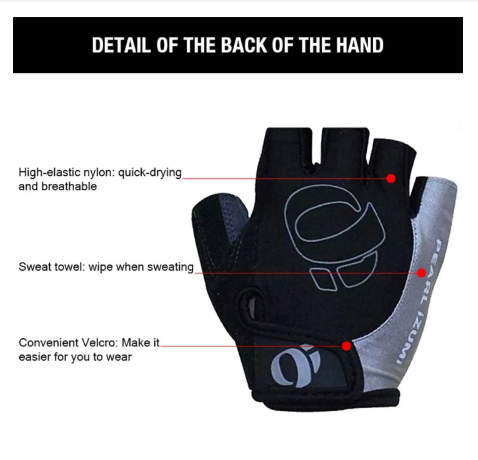 DETAIL OF THE BACK OF THE HAND
High-elastic nylon: quick-drying
and breathable
Sweat towel: wipe when sweating
PEARL iZUMi
Convenient Velcro: Make it
easier for you to wear